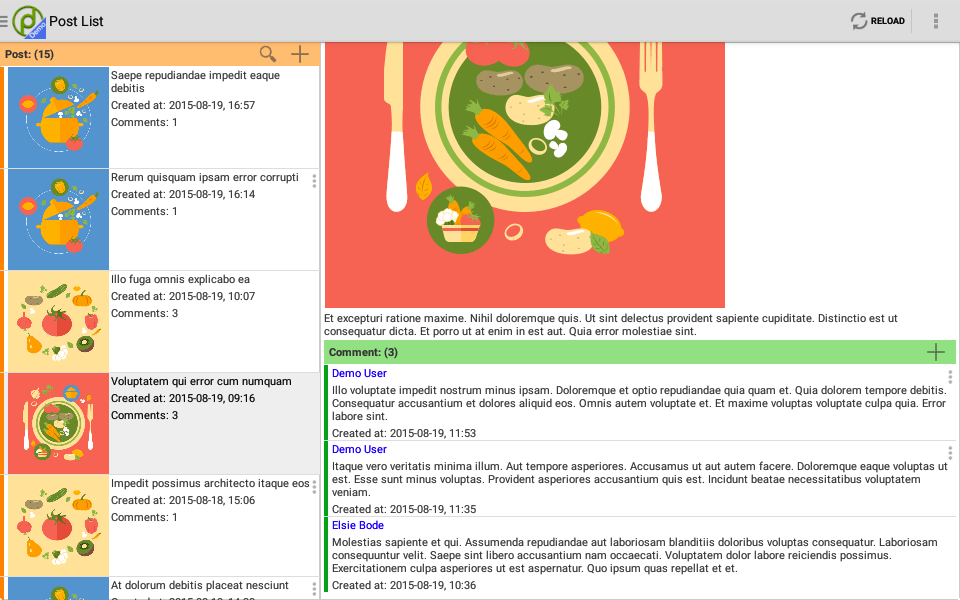 Demo
Post List
RELOAD
Post: (15)
Saepe repudiandae impedit eaque
debitis
Created at: 2015-08-19, 16:57
Comments: 1
Rerum quisquam ipsam error corrupti
Created at: 2015-08-19, 16:14
Comments: 1
Illo fuga omnis explicabo ea
Created at: 2015-08-19, 10:07
Comments: 3
Voluptatem qui error cum numquam
Created at: 2015-08-19, 09:16
Comments: 3
Impedit possimus architecto itaque eos
Created at: 2015-08-18, 15:06
Comments: 1
At dolorum debitis placeat nesciunt
Et excepturi ratione maxime. Nihil doloremque quis. Ut sint delectus provident sapiente cupiditate. Distinctio est ut
consequatur dicta. Et porro ut at enim in est aut. Quia error molestiae sint.
Comment: (3)
Demo User
Illo voluptate impedit nostrum minus ipsam. Doloremque et optio repudiandae quia quam et. Quia dolorem tempore debitis.
Consequatur accusantium et dolores aliquid eos. Omnis autem voluptate et. Et maxime voluptas voluptate culpa quia. Error
labore sint.
Created at: 2015-08-19, 11:53
Demo User
Itaque vero veritatis minima illum. Aut tempore asperiores. Accusamus ut aut autem facere. Doloremque eaque voluptas ut
est. Esse sunt minus voluptas. Provident asperiores accusantium quis est. Incidunt beatae necessitatibus voluptatem
veniam.
Created at: 2015-08-19, 11:35
Elsie Bode
Molestias sapiente et qui. Assumenda repudiandae aut laboriosam blanditiis doloribus voluptas consequatur. Laboriosam
consequuntur velit. Saepe sint libero accusantium nam occaecati. Voluptatem dolor labore reiciendis possimus.
Exercitationem culpa asperiores ut est aspernatur. Quo ipsum quas repellat et et.
Created at: 2015-08-19, 10:36